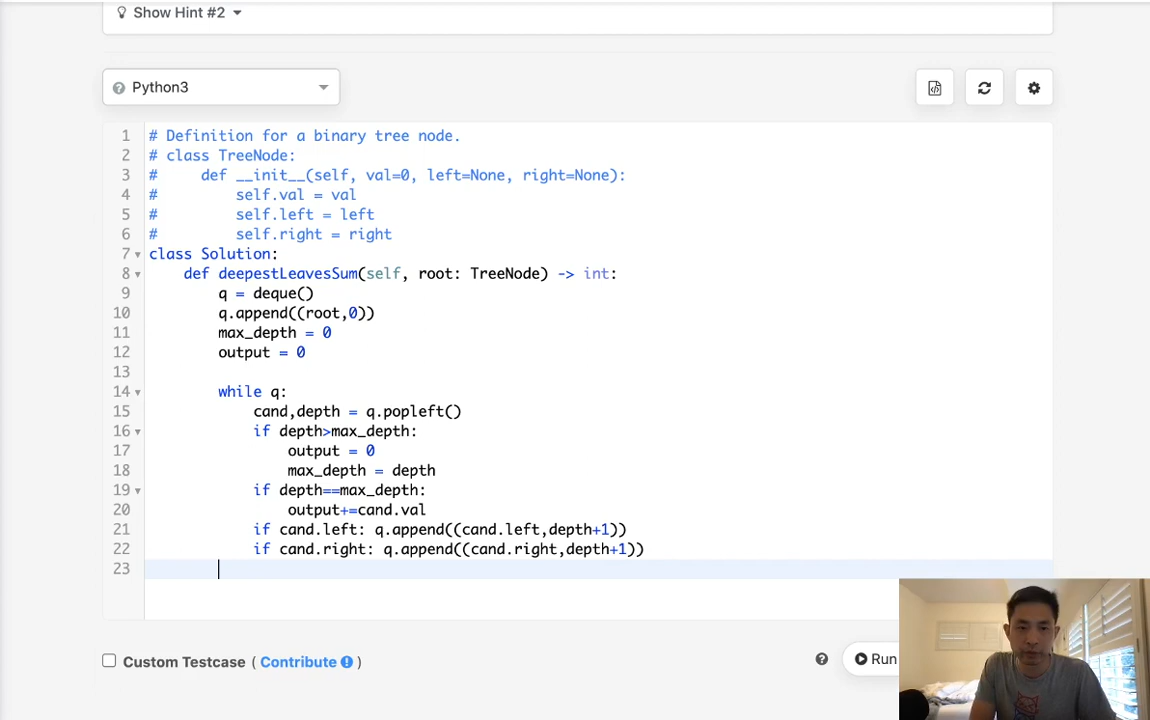 Show Hint #2
Python3
1 # Definition for a binary tree node.
2 # class TreeNode:
3 #     def __init__(self, val=0, left=None, right=None):
4 #         self.val = val
5 #         self.left = left
6 #         self.right = right
7 class Solution:
8     def deepestLeavesSum(self, root: TreeNode) -> int:
9         q = deque()
10         q.append((root,0))
11         max_depth = 0
12         output = 0
13
14         while q:
15             cand,depth = q.popleft()
16             if depth>max_depth:
17                 output = 0
18                 max_depth = depth
19             if depth==max_depth:
20                 output+=cand.val
21             if cand.left: q.append((cand.left,depth+1))
22             if cand.right: q.append((cand.right,depth+1))
23
Custom Testcase ( Contribute ) Run